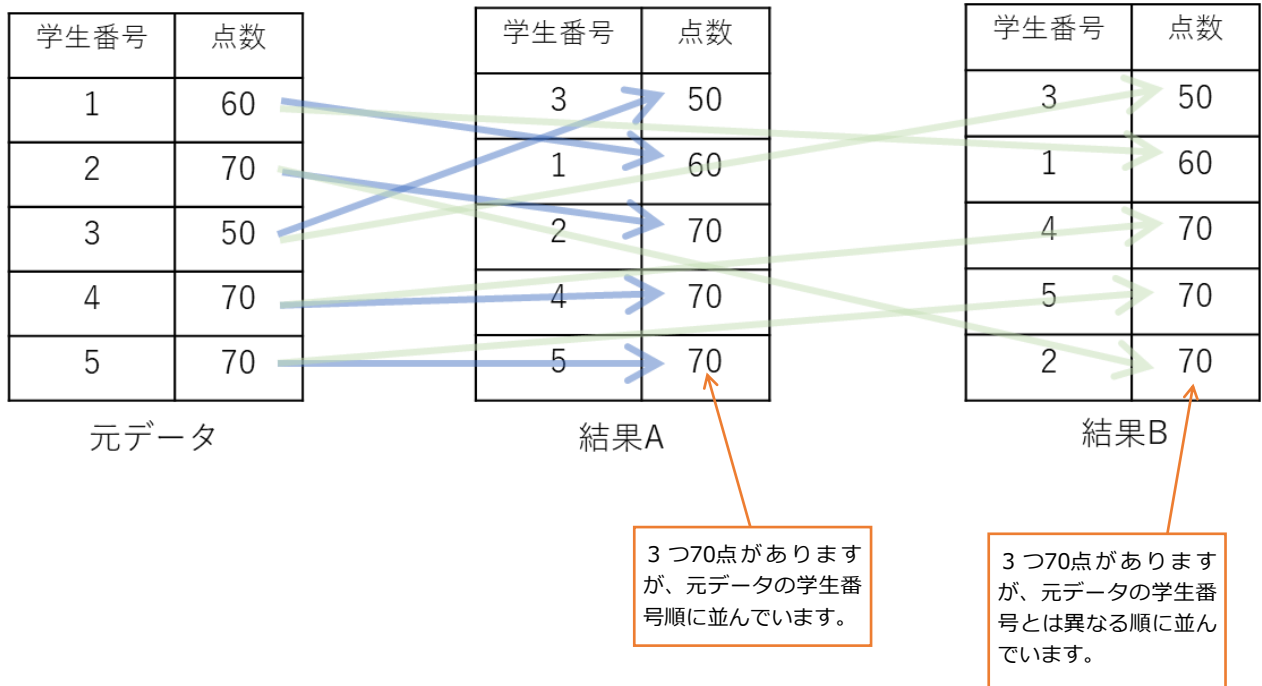 学生番号 点数
1 60
2 70
3 50
4 70
5 70
元データ
学生番号 点数
3 50
1 60
2 70
4 70
5 70
結果A
学生番号 点数
3 50
1 60
4 70
5 70
2 70
結果B
３つ70点があります
が、元データの学生番
号順に並んでいます。
３つ70点があります
が、元データの学生番
号とは異なる順に並ん
でいます。